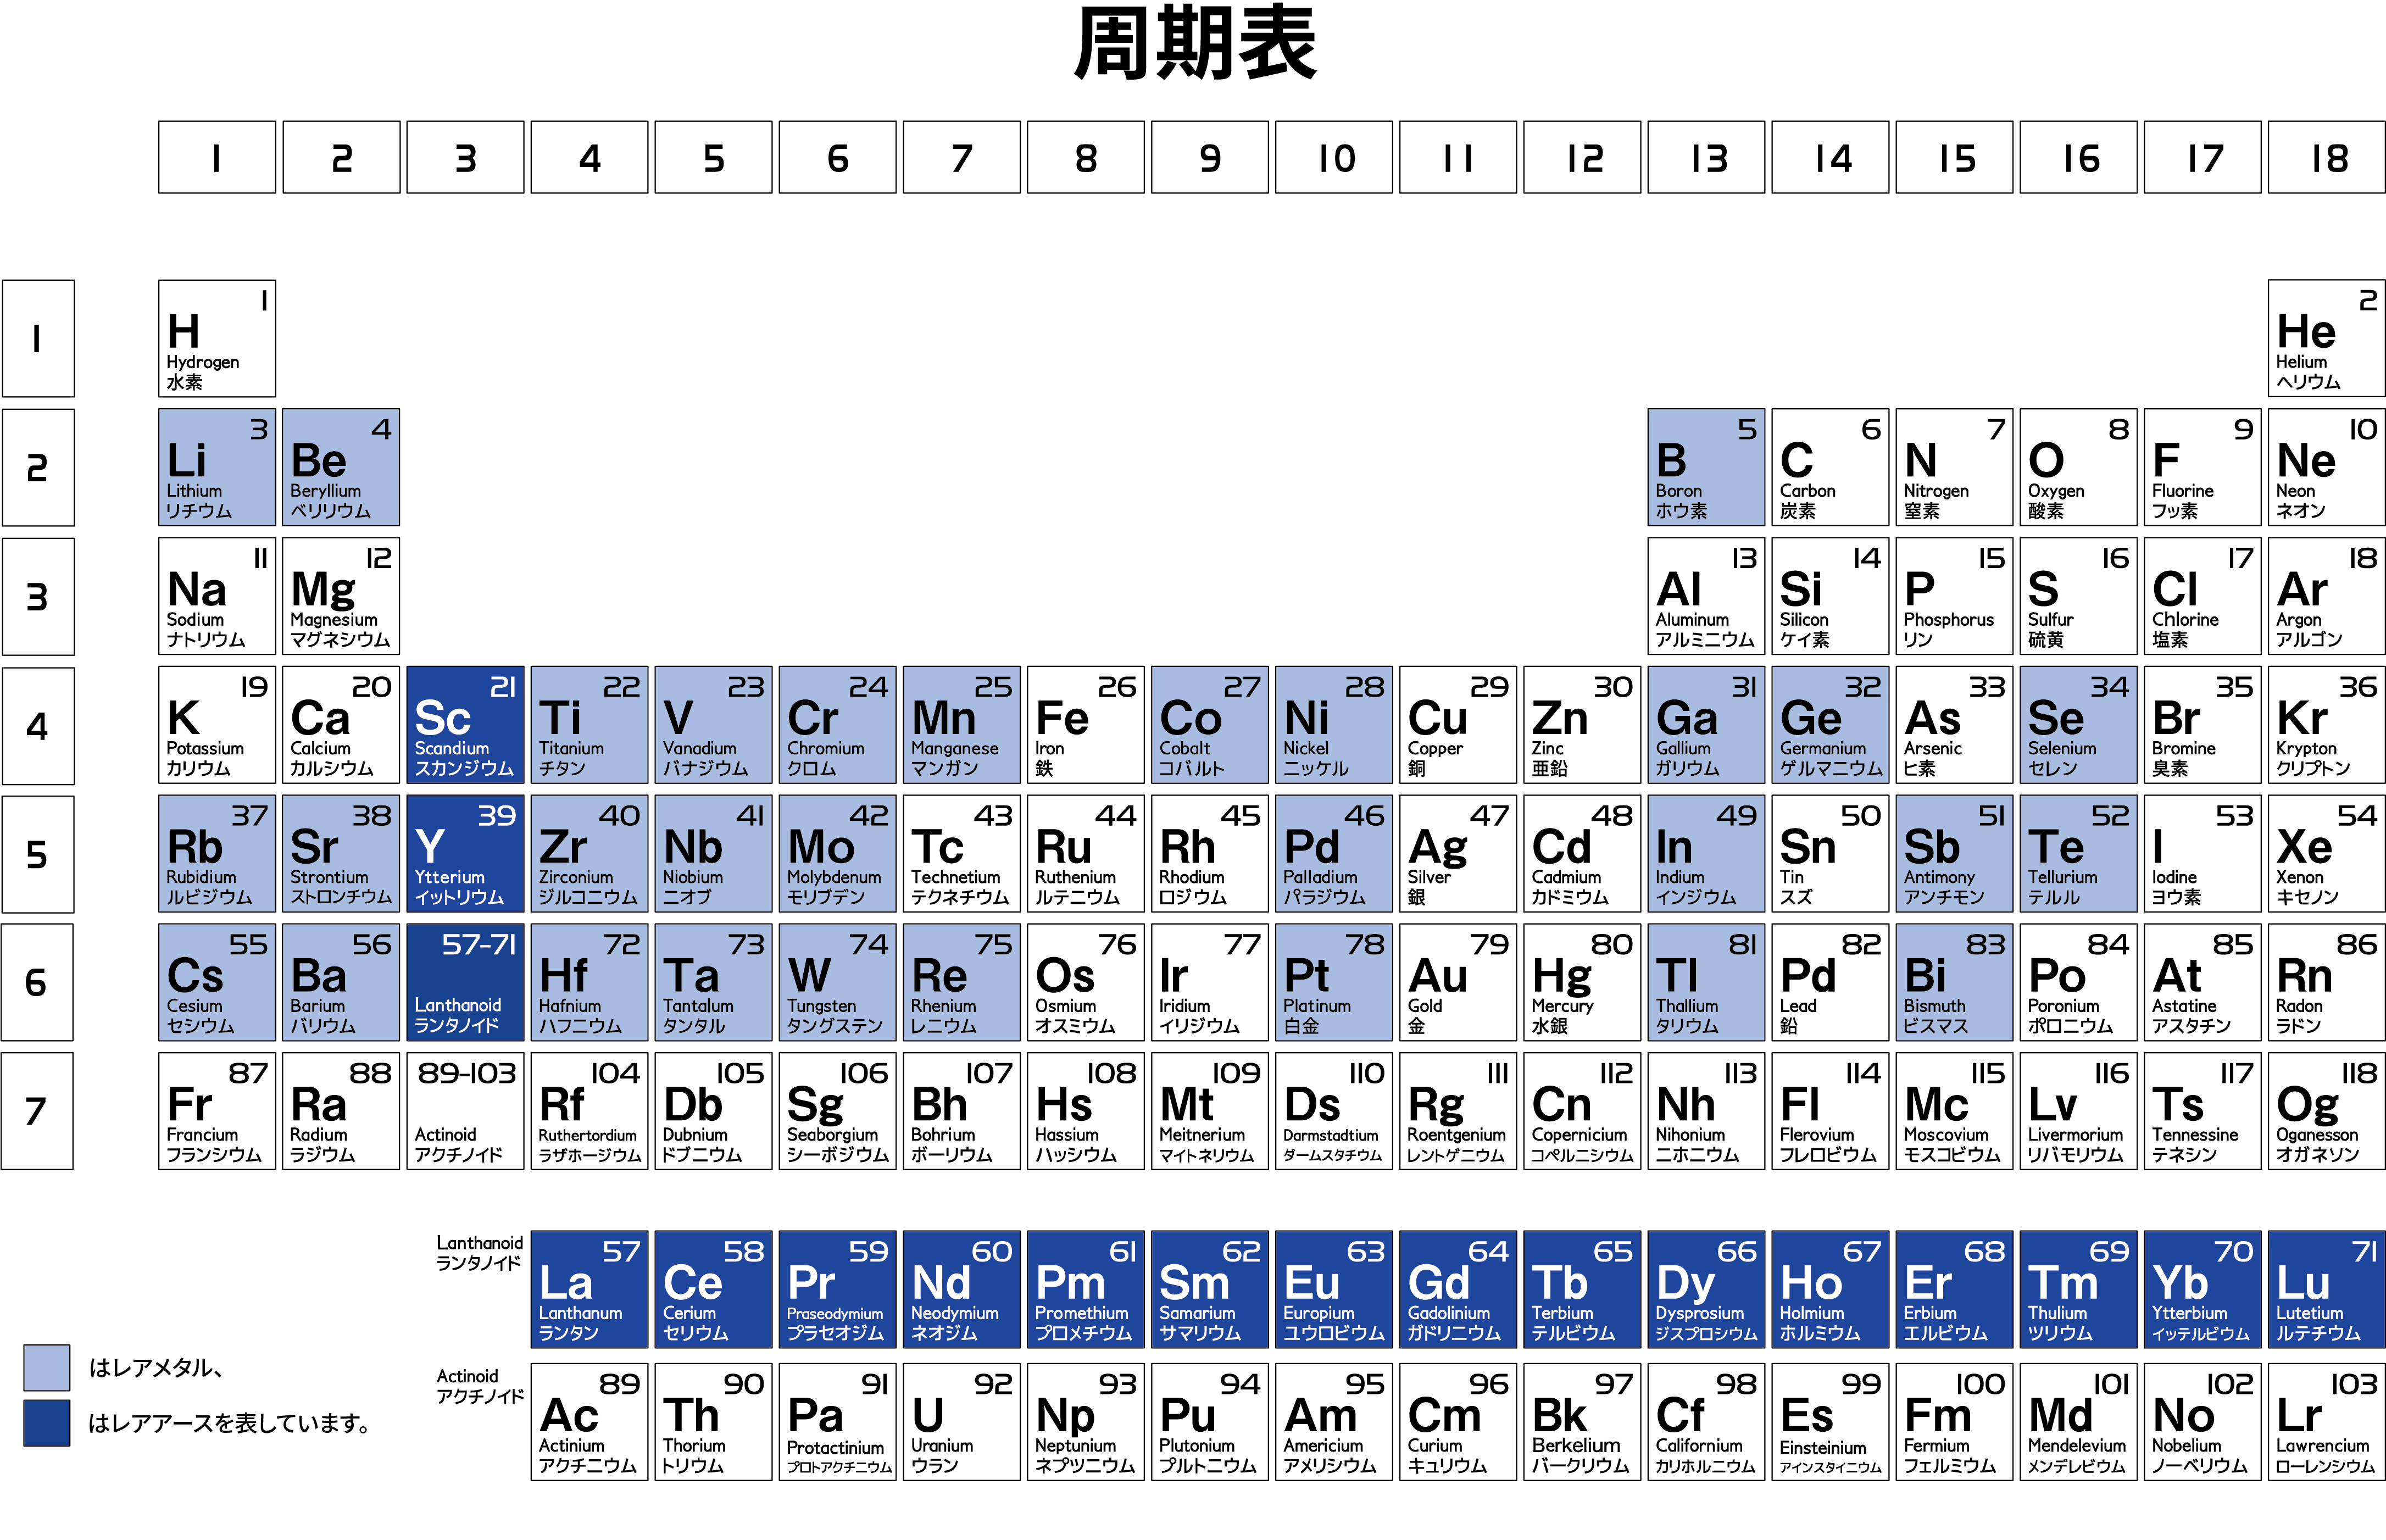 周期表
1
2
3
4
5
6
7
8
9
10
11
12
13
14
15
16
17
18
1
1
H
Hydrogen
水素
2
He
Helium
ヘリウム
2
3
Li
Lithium
リチウム
4
Be
Beryllium
ベリリウム
5
B
Boron
ホウ素
6
C
Carbon
炭素
7
N
Nitrogen
窒素
8
O
Oxygen
酸素
9
F
Fluorine
フッ素
10
Ne
Neon
ネオン
3
11
Na
Sodium
ナトリウム
12
Mg
Magnesium
マグネシウム
13
Al
Aluminum
アルミニウム
14
Si
Silicon
ケイ素
15
P
Phosphorus
リン
16
S
Sulfur
硫黄
17
Cl
Chlorine
塩素
18
Ar
Argon
アルゴン
4
19
K
Potassium
カリウム
20
Ca
Calcium
カルシウム
21
Sc
Scandium
スカンジウム
22
Ti
Titanium
チタン
23
V
Vanadium
バナジウム
24
Cr
Chromium
クロム
25
Mn
Manganese
マンガン
26
Fe
Iron
鉄
27
Co
Cobalt
コバルト
28
Ni
Nickel
ニッケル
29
Cu
Copper
銅
30
Zn
Zinc
亜鉛
31
Ga
Gallium
ガリウム
32
Ge
Germanium
ゲルマニウム
33
As
Arsenic
ヒ素
34
Se
Selenium
セレン
35
Br
Bromine
臭素
36
Kr
Krypton
クリプトン
5
37
Rb
Rubidium
ルビジウム
38
Sr
Strontium
ストロンチウム
39
Y
Ytterium
イットリウム
40
Zr
Zirconium
ジルコニウム
41
Nb
Niobium
ニオブ
42
Mo
Molybdenum
モリブデン
43
Tc
Technetium
テクネチウム
44
Ru
Ruthenium
ルテニウム
45
Rh
Rhodium
ロジウム
46
Pd
Palladium
パラジウム
47
Ag
Silver
銀
48
Cd
Cadmium
カドミウム
49
In
Indium
インジウム
50
Sn
Tin
スズ
51
Sb
Antimony
アンチモン
52
Te
Tellurium
テルル
53
I
Iodine
ヨウ素
54
Xe
Xenon
キセノン
6
55
Cs
Cesium
セシウム
56
Ba
Barium
バリウム
57-71
Lanthanoid
ランタノイド
72
Hf
Hafnium
ハフニウム
73
Ta
Tantalum
タンタル
74
W
Tungsten
タングステン
75
Re
Rhenium
レニウム
76
Os
Osmium
オスミウム
77
Ir
Iridium
イリジウム
78
Pt
Platinum
白金
79
Au
Gold
金
80
Hg
Mercury
水銀
81
Tl
Thallium
タリウム
82
Pd
Lead
鉛
83
Bi
Bismuth
ビスマス
84
Po
Poronium
ポロニウム
85
At
Astatine
アスタチン
86
Rn
Radon
ラドン
7
87
Fr
Francium
フランシウム
88
Ra
Radium
ラジウム
89-103
Actinoid
アクチノイド
104
Rf
Ruthertordium
ラザホージウム
105
Db
Dubnium
ドブニウム
106
Sg
Seaborgium
シーボジウム
107
Bh
Bohrium
ボーリウム
108
Hs
Hassium
ハッシウム
109
Mt
Meitnerium
マイトネリウム
110
Ds
Darmstadtium
ダームスタチウム
111
Rg
Roentgenium
レントゲニウム
112
Cn
Copernicium
コペルニシウム
113
Nh
Nihonium
ニホニウム
114
Fl
Flerovium
フレロビウム
115
Mc
Moscovium
モスコビウム
116
Lv
Livermorium
リバモリウム
117
Ts
Tennessine
テネシン
118
Og
Oganesson
オガネソン
Lanthanoid
ランタノイド
57
La
Lanthanum
ランタン
58
Ce
Cerium
セリウム
59
Pr
Praseodymium
プラセオジム
60
Nd
Neodymium
ネオジム
61
Pm
Promethium
プロメチウム
62
Sm
Samarium
サマリウム
63
Eu
Europium
ユウロビウム
64
Gd
Gadolinium
ガドリニウム
65
Tb
Terbium
テルビウム
66
Dy
Dysprosium
ジスプロシウム
67
Ho
Holmium
ホルミウム
68
Er
Erbium
エルビウム
69
Tm
Thulium
ツリウム
70
Yb
Ytterbium
イッテルビウム
71
Lu
Lutetium
ルテチウム
Actinoid
アクチノイド
89
Ac
Actinium
アクチニウム
90
Th
Thorium
トリウム
91
Pa
Protactinium
プロトアクチニウム
92
U
Uranium
ウラン
93
Np
Neptunium
ネプツニウム
94
Pu
Plutonium
プルトニウム
95
Am
Americium
アメリシウム
96
Cm
Curium
キュリウム
97
Bk
Berkelium
バークリウム
98
Cf
Californium
カリホルニウム
99
Es
Einsteinium
アインスタイニウム
100
Fm
Fermium
フェルミウム
101
Md
Mendelevium
メンデレビウム
102
No
Nobelium
ノーベリウム
103
Lr
Lawrencium
ローレンシウム
はレアメタル、
はレアアースを表しています。